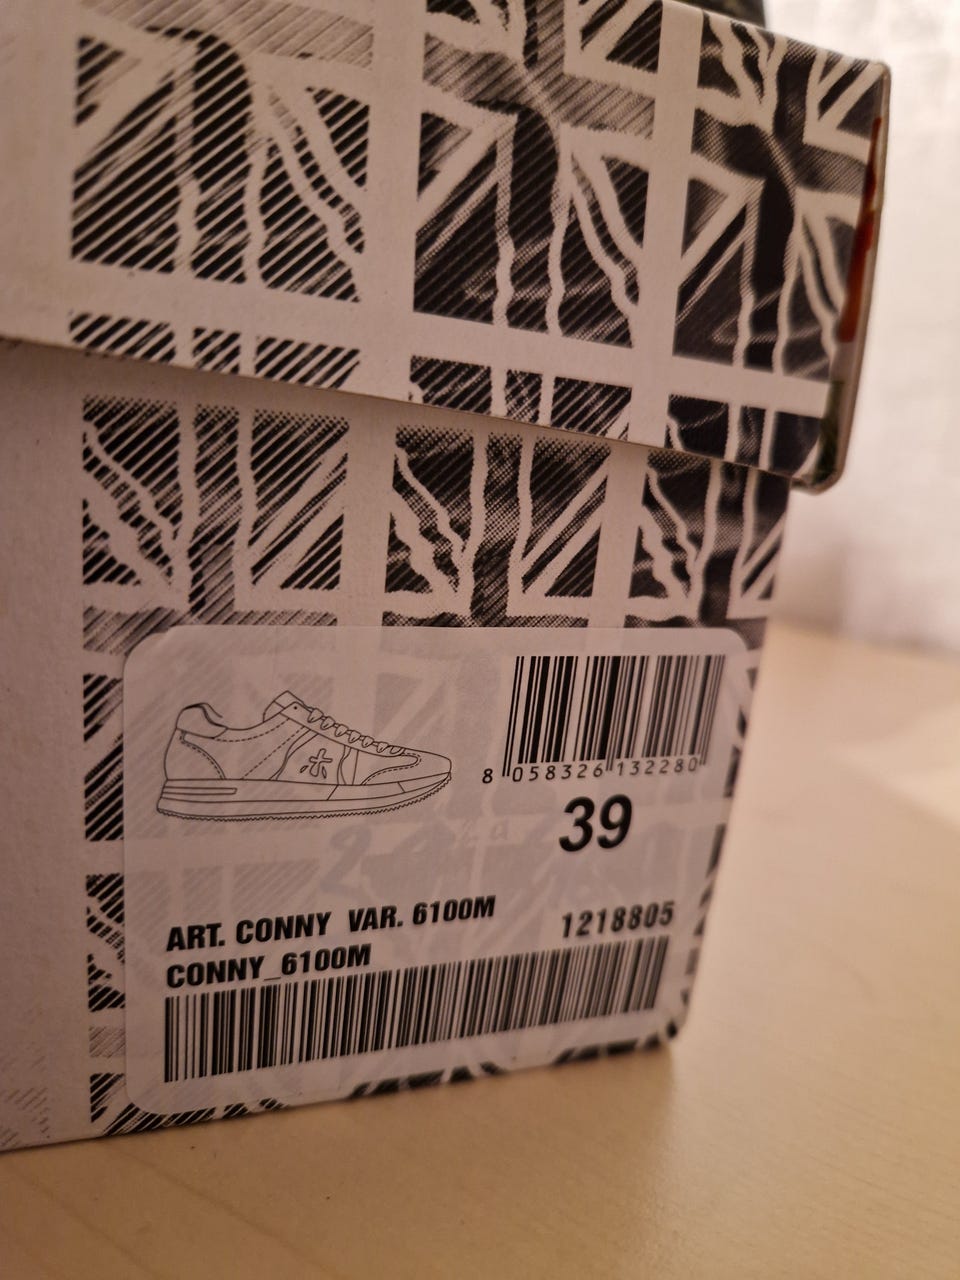 8 058326 132280
39
ART. CONNY VAR. 6100M
1218805
CONNY_6100M